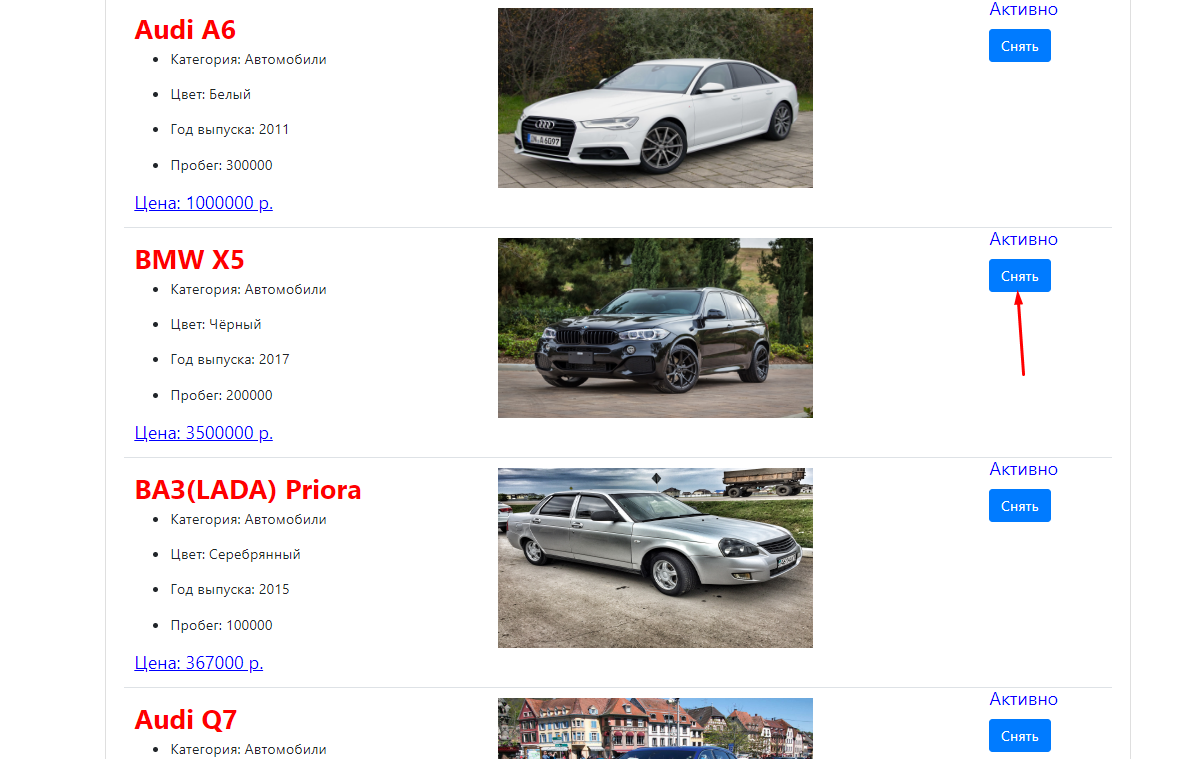 Audi A6
Категория: Автомобили
Цвет: Белый
Год выпуска: 2011
Пробег: 300000
Цена: 1000000 р.
Активно
Снять
BMW X5
Категория: Автомобили
Цвет: Чёрный
Год выпуска: 2017
Пробег: 200000
Цена: 3500000 р.
Активно
Снять
ВАЗ(LADA) Priora
Категория: Автомобили
Цвет: Серебрянный
Год выпуска: 2015
Пробег: 100000
Цена: 367000 р.
Активно
Снять
Audi Q7
Категория: Автомобили
Активно
Снять